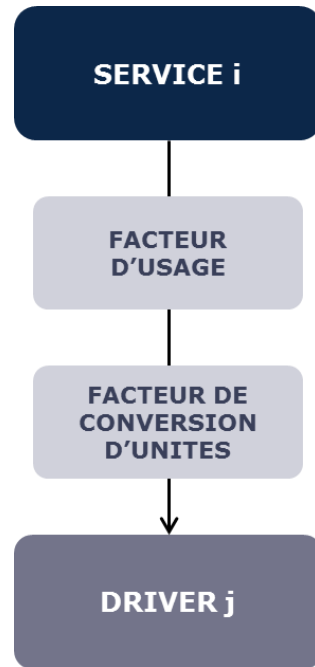 SERVICE i
FACTEUR
D'USAGE
FACTEUR DE
CONVERSION
D'UNITES
DRIVER j